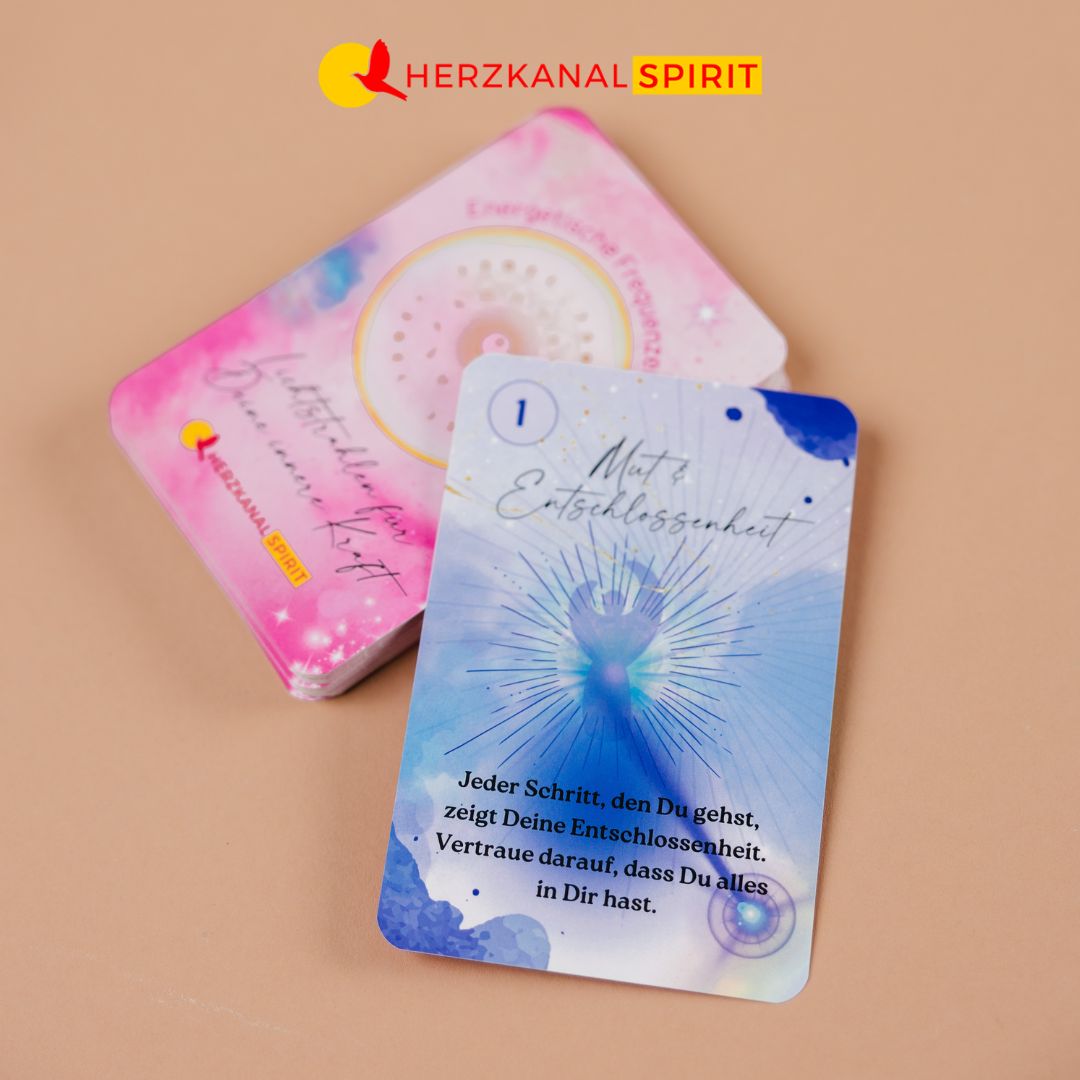 HERZKANAL SPIRIT
Energetische Frequenze
Lichtstrahlen für
Deine innere Kraft
HERZKANAL SPIRIT
1
Mut &
Entschlossenheit
Jeder Schritt, den Du gehst,
zeigt Deine Entschlossenheit.
Vertraue darauf, dass Du alles
in Dir hast.